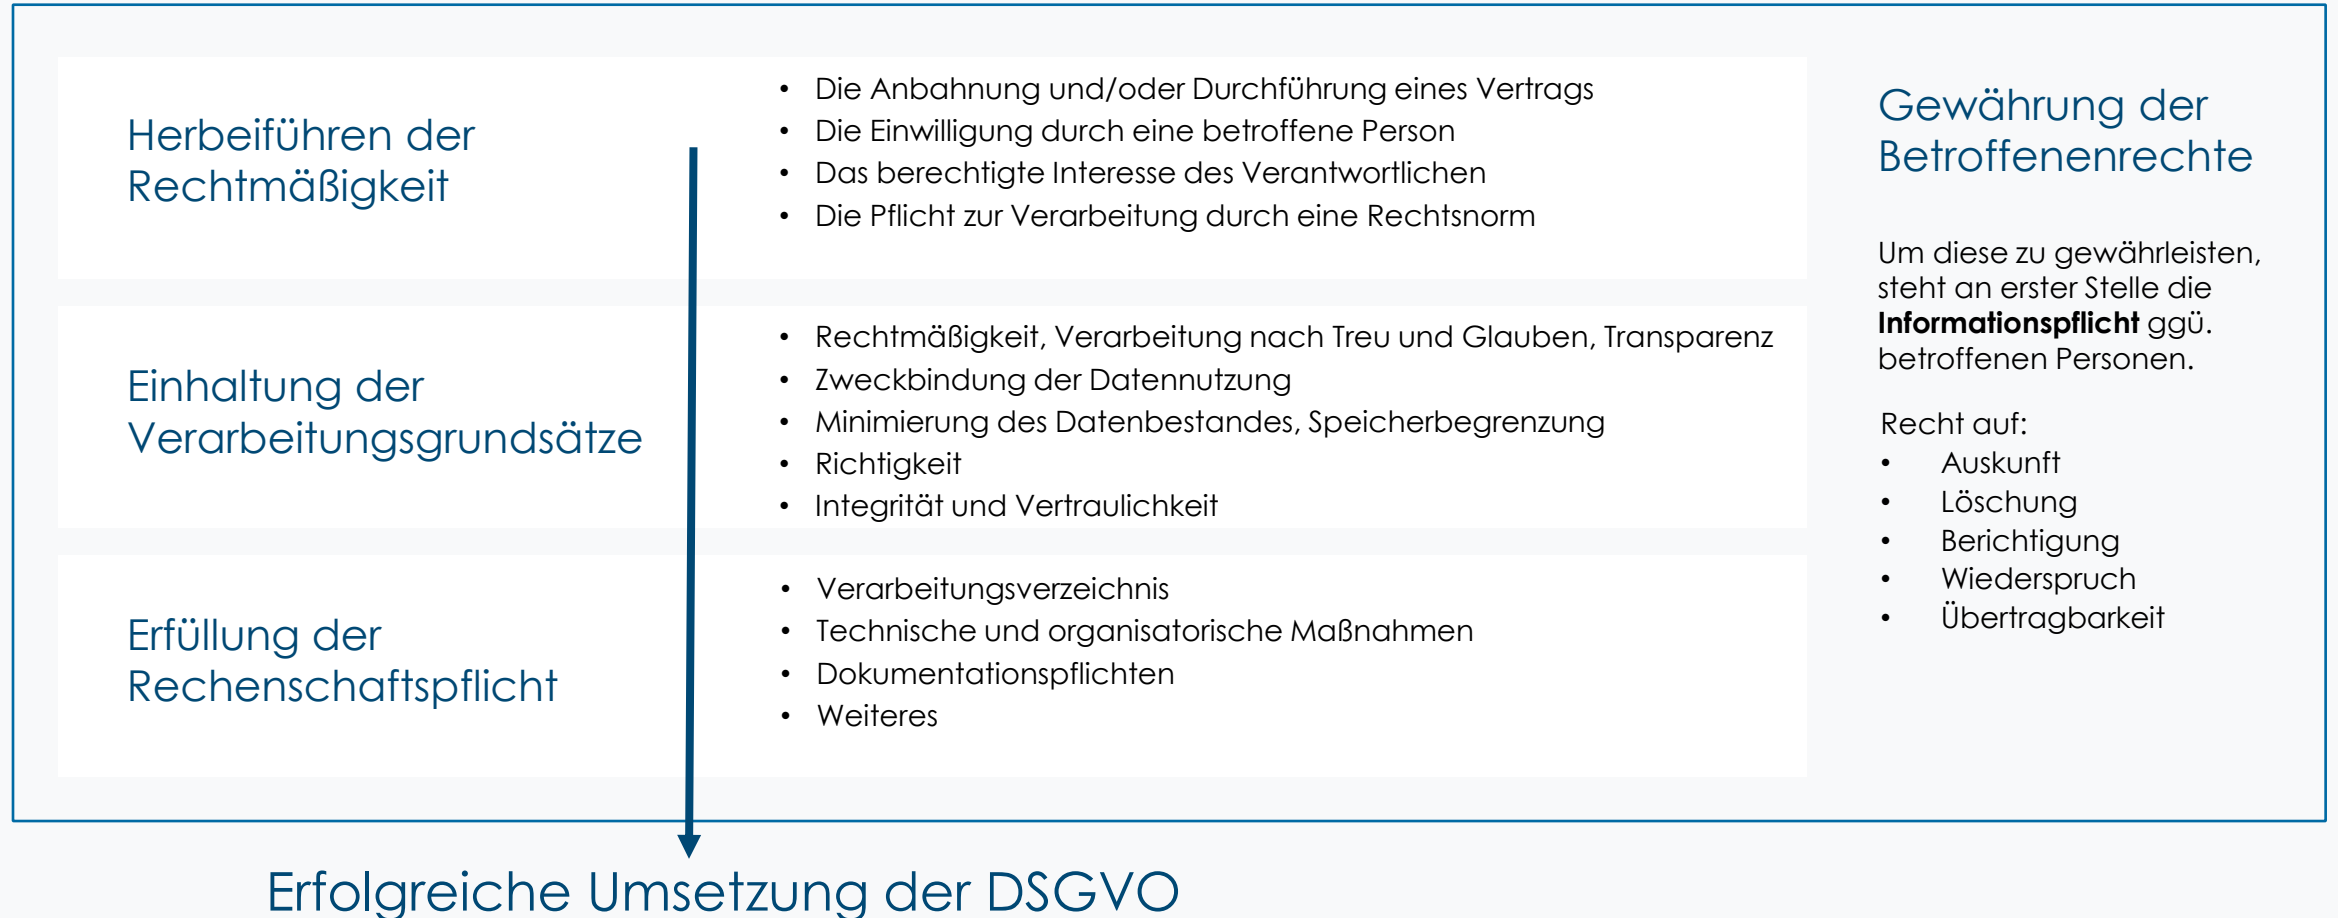 Herbeiführen der
Rechtmäßigkeit
• Die Anbahnung und/oder Durchführung eines Vertrags
• Die Einwilligung durch eine betroffene Person
• Das berechtigte Interesse des Verantwortlichen
• Die Pflicht zur Verarbeitung durch eine Rechtsnorm
Einhaltung der
Verarbeitungsgrundsätze
• Rechtmäßigkeit, Verarbeitung nach Treu und Glauben, Transparenz
• Zweckbindung der Datennutzung
• Minimierung des Datenbestandes, Speicherbegrenzung
• Richtigkeit
• Integrität und Vertraulichkeit
Erfüllung der
Rechenschaftspflicht
• Verarbeitungsverzeichnis
• Technische und organisatorische Maßnahmen
• Dokumentationspflichten
• Weiteres
Gewährung der
Betroffenenrechte
Um diese zu gewährleisten,
steht an erster Stelle die
Informationspflicht ggü.
betroffenen Personen.
Recht auf:
• Auskunft
• Löschung
• Berichtigung
• Wiederspruch
• Übertragbarkeit
Erfolgreiche Umsetzung der DSGVO